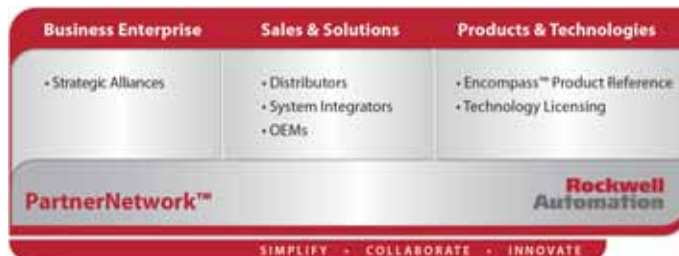 Business Enterprise
Sales & Solutions
Products & Technologies
• Strategic Alliances
• Distributors
• System Integrators
• OEMs
• Encompass™ Product Reference
• Technology Licensing
PartnerNetwork™
Rockwell
Automation
SIMPLIFY • COLLABORATE • INNOVATE